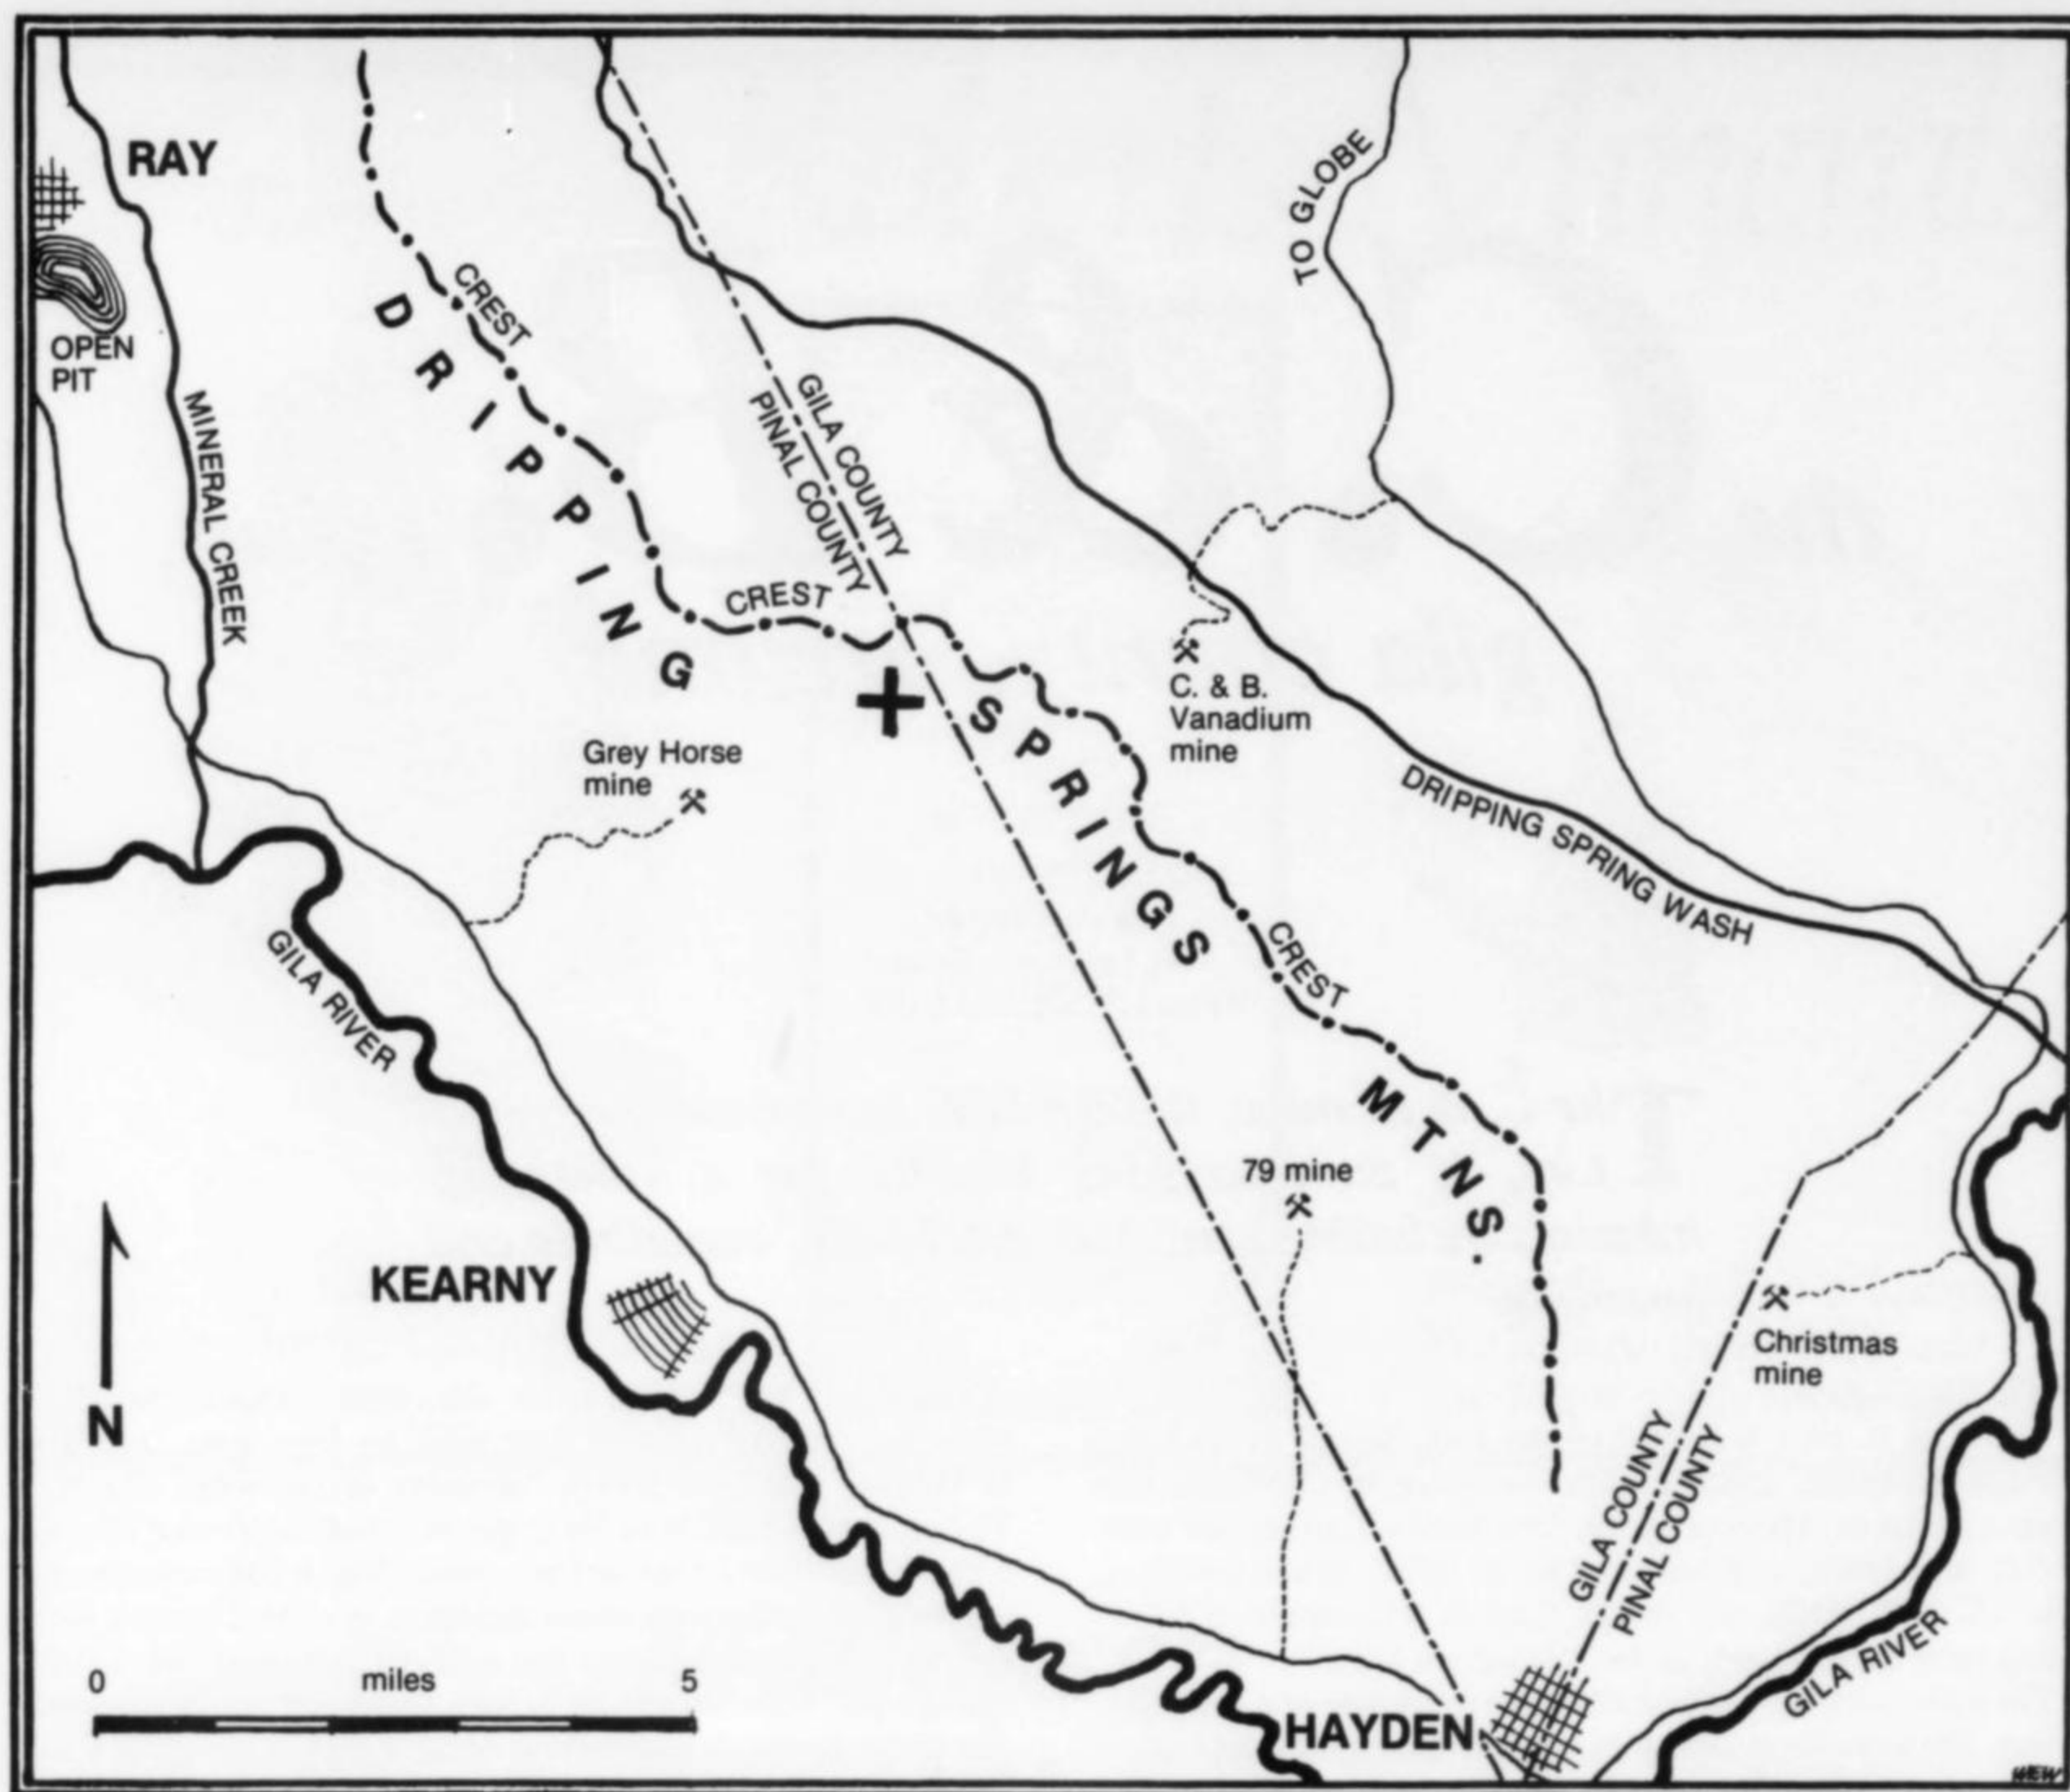 RAY
OPEN
PIT
MINERAL CREEK
CREST
DRIPPING
TO GLOBE
GILA COUNTY
PINAL COUNTY
CREST
SPRINGS
C. & B.
Vanadium
mine
Grey Horse
mine
DRIPPING SPRING WASH
GILA RIVER
CREST
MTNS.
79 mine
KEARNY
Christmas
mine
N
GILA COUNTY
PINAL COUNTY
GILA RIVER
0 miles 5
HAYDEN
WEW